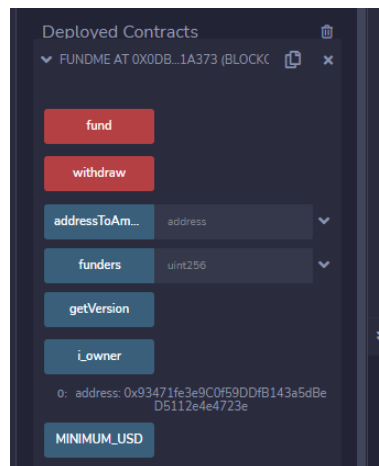 Deployed Contracts
FUNDME AT 0X0DB...1A373 (BLOCKC
fund
withdraw
addressToAm...
address
funders
uint256
getVersion
i_owner
0: address: 0x93471fe3e9C0f59DDfB143a5dBe
D5112e4e4723e
MINIMUM_USD